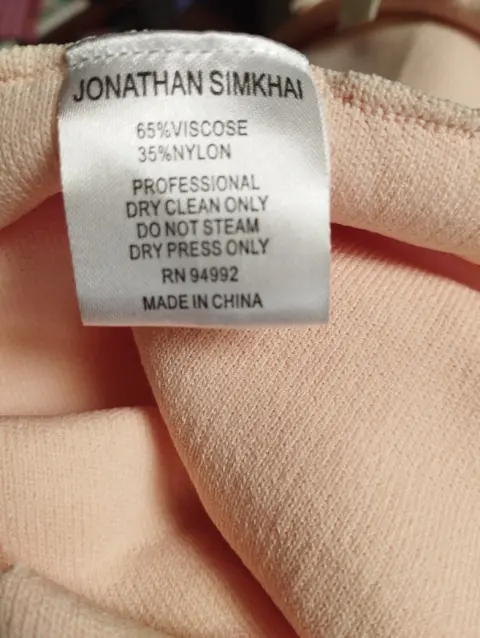 JONATHAN SIMKHAI
65%VISCOSE
35%NYLON
PROFESSIONAL
DRY CLEAN ONLY
DO NOT STEAM
DRY PRESS ONLY
RN 94992
MADE IN CHINA